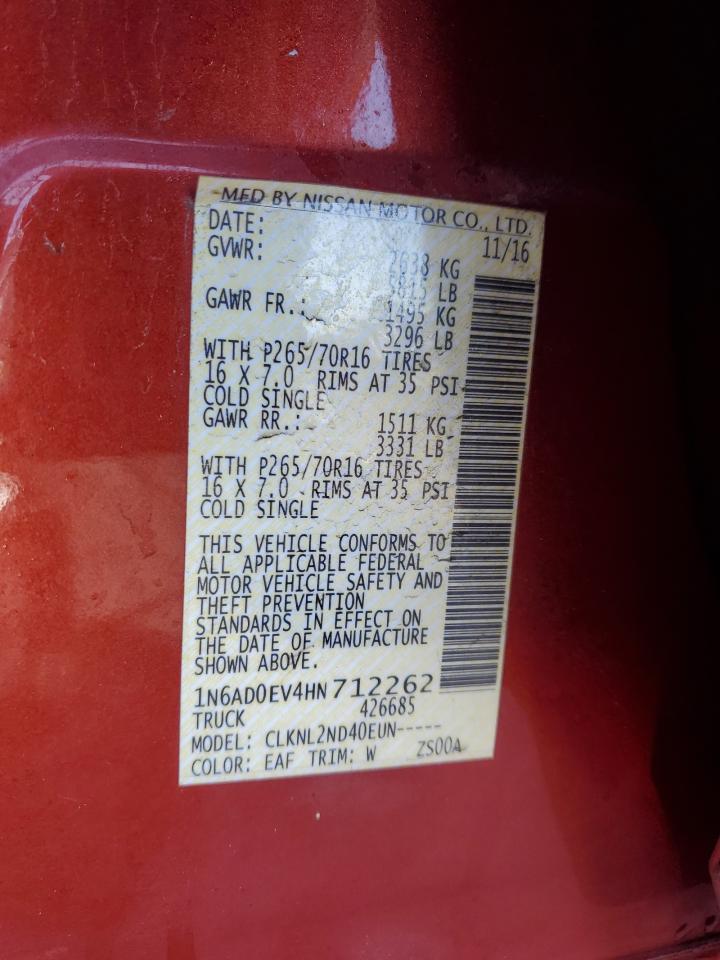 MFD BY NISSAN MOTOR CO., LTD.
DATE: 11/16
GVWR: 2638 KG
5815 LB
GAWR FR.: 1495 KG
3296 LB
WITH P265/70R16 TIRES
16 X 7.0 RIMS AT 35 PSI
COLD SINGLE
GAWR RR.: 1511 KG
3331 LB
WITH P265/70R16 TIRES
16 X 7.0 RIMS AT 35 PSI
COLD SINGLE
THIS VEHICLE CONFORMS TO
ALL APPLICABLE FEDERAL
MOTOR VEHICLE SAFETY AND
THEFT PREVENTION
STANDARDS IN EFFECT ON
THE DATE OF MANUFACTURE
SHOWN ABOVE.
1N6AD0EV4HN712262
TRUCK 426685
MODEL: CLKNL2ND40EUN-----
COLOR: EAF TRIM: W ZS00A